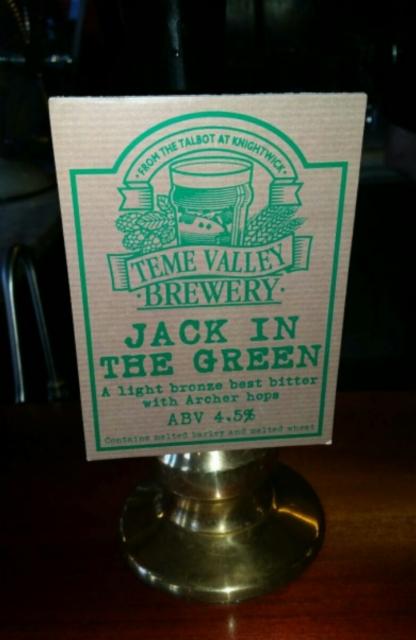 ·FROM THE TALBOT AT KNIGHTWICK·
TEME VALLEY
·BREWERY·
JACK IN
THE GREEN
A light bronze best bitter
with Archer hops
ABV 4.5%
Contains malted barley and malted wheat